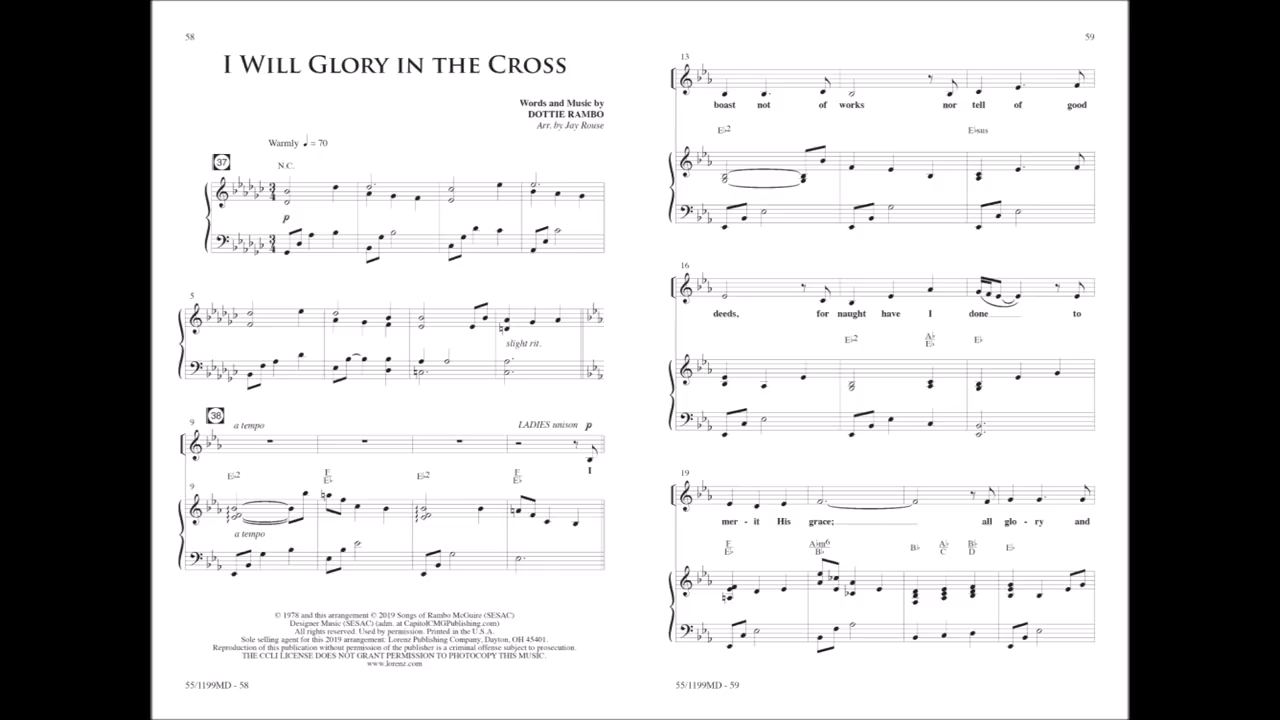 58
I WILL GLORY IN THE CROSS
Words and Music by
DOTTIE RAMBO
Arr. by Jay Rouse
Warmly ♩ = 70
37
N.C.
p
5
slight rit.
38
9
a tempo
LADIES unison p
I
E♭2 F/E♭ E♭2 F/E♭
9
a tempo
© 1978 and this arrangement © 2019 Songs of Rambo McGuire (SESAC)
Designer Music (SESAC) (adm. at CapitolCMGPublishing.com)
All rights reserved. Used by permission. Printed in the U.S.A.
Sole selling agent for this 2019 arrangement: Lorenz Publishing Company, Dayton, OH 45401.
Reproduction of this publication without permission of the publisher is a criminal offense subject to prosecution.
THE CCLI LICENSE DOES NOT GRANT PERMISSION TO PHOTOCOPY THIS MUSIC.
www.lorenz.com
55/1199MD - 58
59
13
boast not of works nor tell of good
E♭2 E♭sus
16
deeds, for naught have I done to
E♭2 A♭/E♭ E♭
19
mer - it His grace; all glo - ry and
F/E♭ A♭m6/B♭ B♭ A♭/C B♭/D E♭
55/1199MD - 59